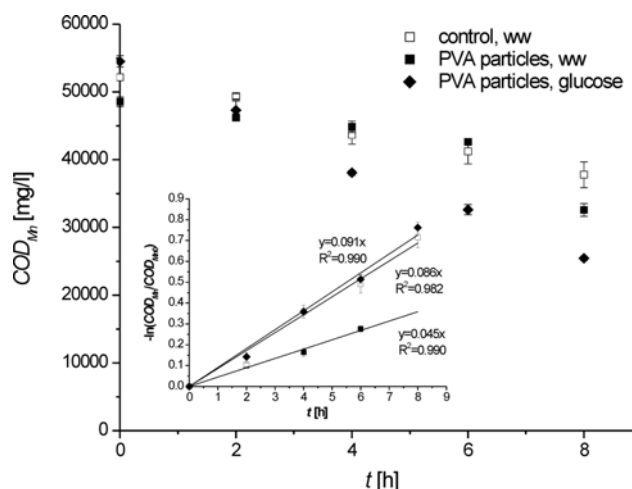 control, ww
PVA particles, ww
PVA particles, glucose
60000
50000
40000
30000
20000
10000
0
COD_Mn [mg/l]
0 2 4 6 8
t [h]
0.9
0.8
0.7
0.6
0.5
0.4
0.3
0.2
0.1
0.0
-ln(COD_Mn/COD_Mn0)
y=0.091x
R²=0.990
y=0.086x
R²=0.982
y=0.045x
R²=0.990
0 1 2 3 4 5 6 7 8 9
t [h]